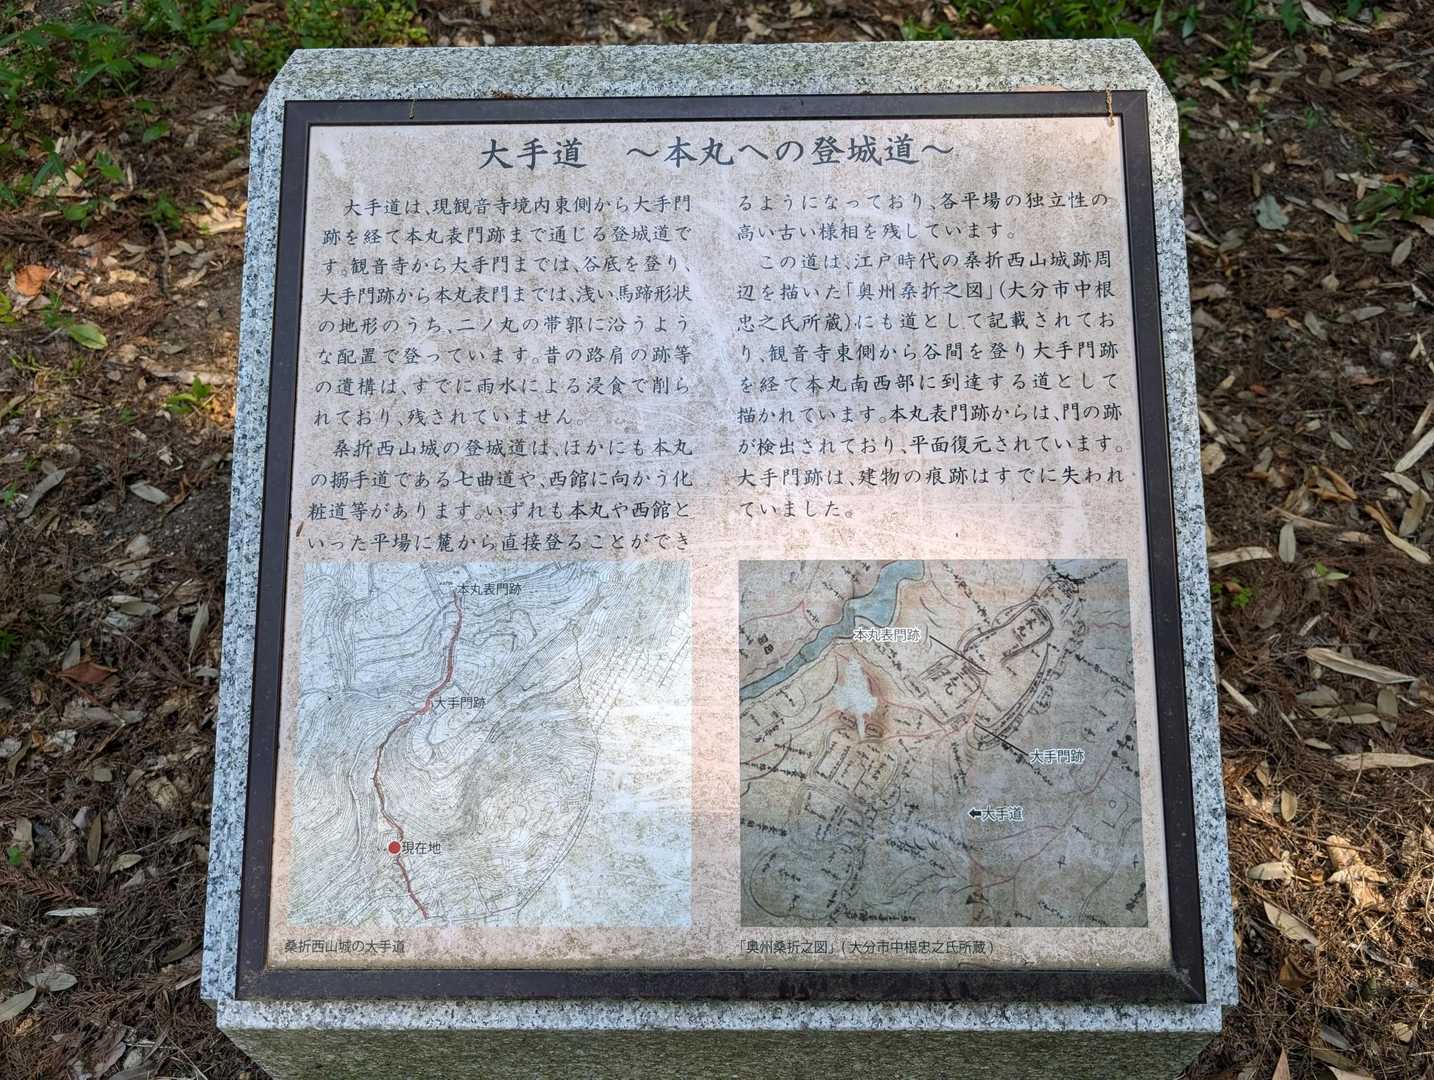 大手道　～本丸への登城道～
大手道は、現観音寺境内東側から大手門
跡を経て本丸表門跡まで通じる登城道で
す。観音寺から大手門までは、谷底を登り、
大手門跡から本丸表門までは、浅い馬蹄形状
の地形のうち、二ノ丸の帯郭に沿うよう
な配置で登っています。昔の路肩の跡等
の遺構は、すでに雨水による浸食で削ら
れており、残されていません。
桑折西山城の登城道は、ほかにも本丸
の搦手道である七曲道や、西館に向かう化
粧道等があります。いずれも本丸や西館と
いった平場に麓から直接登ることができ
るようになっており、各平場の独立性の
高い古い様相を残しています。
この道は、江戸時代の桑折西山城跡周
辺を描いた「奥州桑折之図」（大分市中根
忠之氏所蔵）にも道として記載されてお
り、観音寺東側から谷間を登り大手門跡
を経て本丸南西部に到達する道として
描かれています。本丸表門跡からは、門の跡
が検出されており、平面復元されています。
大手門跡は、建物の痕跡はすでに失われ
ていました。
本丸表門跡
大手門跡
現在地
桑折西山城の大手道
本丸表門跡
大手門跡
⬅大手道
「奥州桑折之図」(大分市中根忠之氏所蔵)